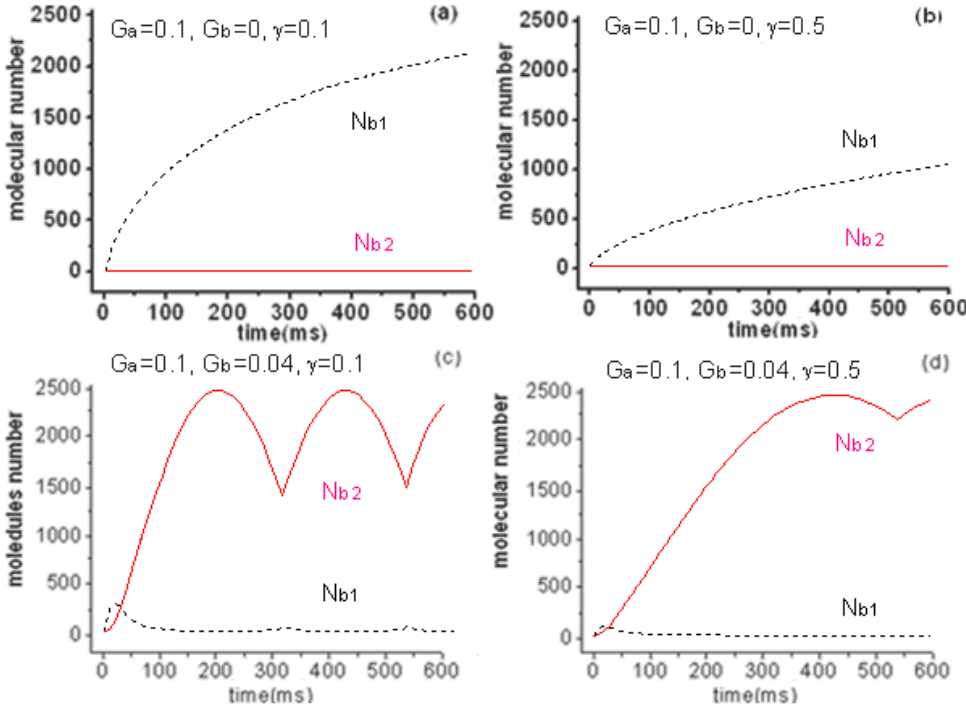 (a)
Ga=0.1, Gb=0, γ=0.1
molecular number
2500
2000
1500
1000
500
0
Nb1
Nb2
0 100 200 300 400 500 600
time(ms)
(b)
Ga=0.1, Gb=0, γ=0.5
molecular number
2500
2000
1500
1000
500
0
Nb1
Nb2
0 100 200 300 400 500 600
time(ms)
(c)
Ga=0.1, Gb=0.04, γ=0.1
moledules number
2500
2000
1500
1000
500
0
Nb2
Nb1
0 100 200 300 400 500 600
time(ms)
(d)
Ga=0.1, Gb=0.04, γ=0.5
molecular number
2500
2000
1500
1000
500
0
Nb2
Nb1
0 100 200 300 400 500 600
time(ms)